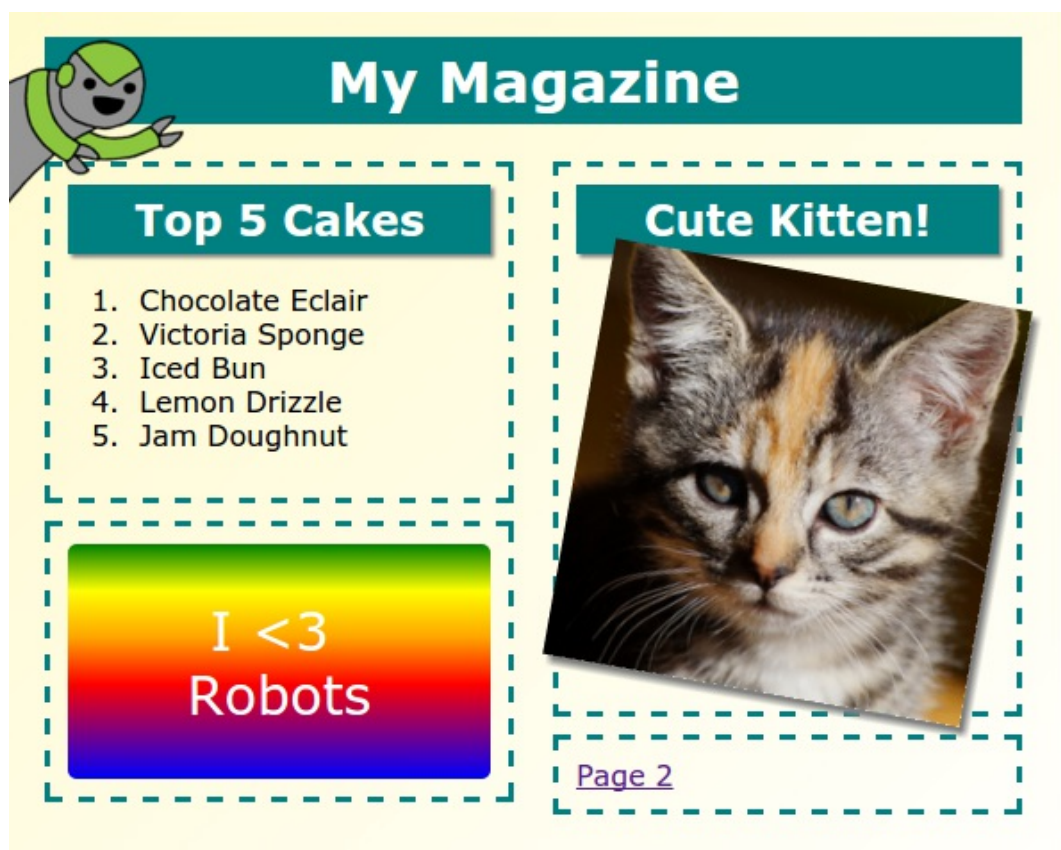 My Magazine
Top 5 Cakes
1. Chocolate Eclair
2. Victoria Sponge
3. Iced Bun
4. Lemon Drizzle
5. Jam Doughnut
I <3
Robots
Cute Kitten!
Page 2